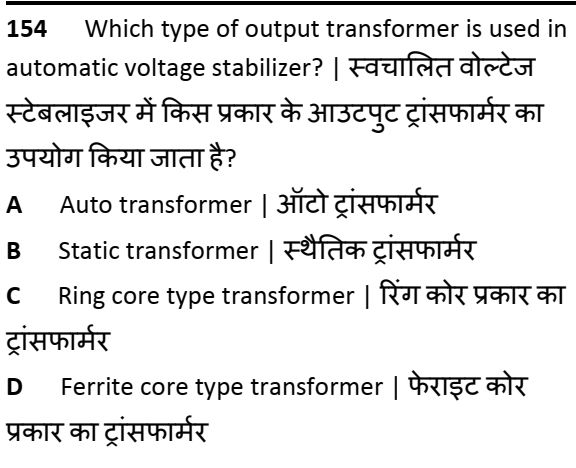 154 Which type of output transformer is used in
automatic voltage stabilizer? | स्वचालित वोल्टेज
स्टेबलाइजर में किस प्रकार के आउटपुट ट्रांसफार्मर का
उपयोग किया जाता है?
A Auto transformer | ऑटो ट्रांसफार्मर
B Static transformer | स्थैतिक ट्रांसफार्मर
C Ring core type transformer | रिंग कोर प्रकार का
ट्रांसफार्मर
D Ferrite core type transformer | फेराइट कोर
प्रकार का ट्रांसफार्मर